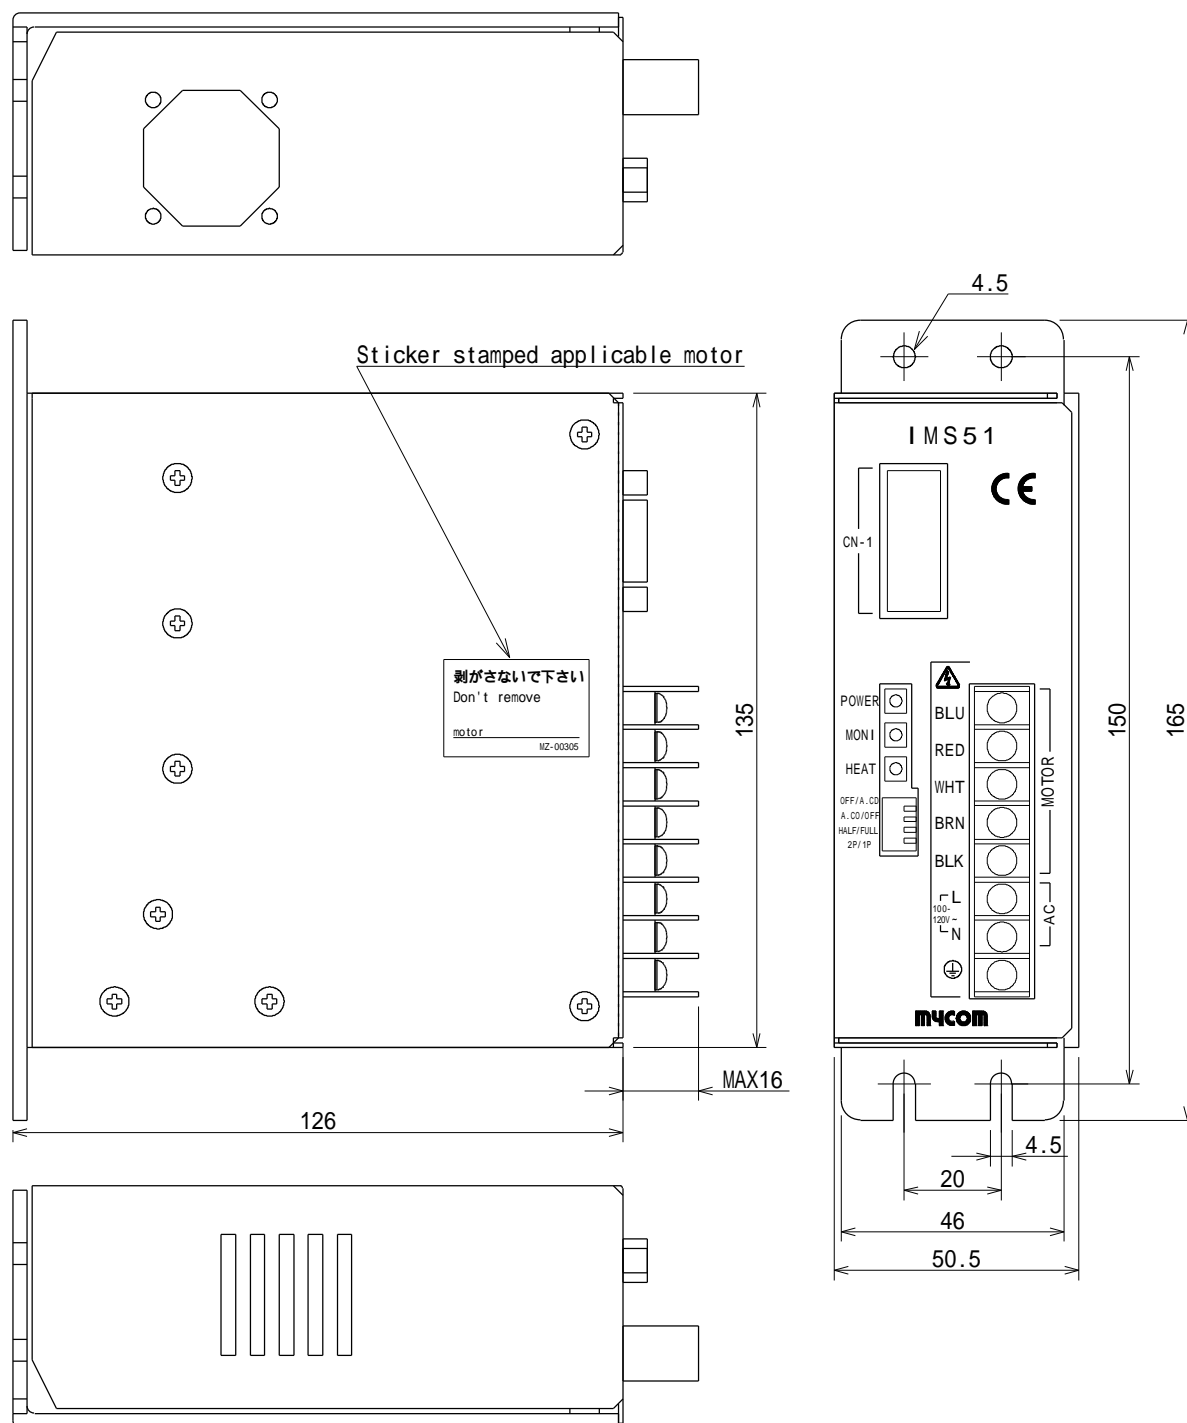 4.5
Sticker stamped applicable motor
IMS51
CE
CN-1
剥がさないで下さい
Don't remove
motor
MZ-00305
135
150
165
POWER
MONI
HEAT
OFF/A.CD
A.CO/OFF
HALF/FULL
2P/1P
BLU
RED
WHT
BRN
BLK
MOTOR
L
100-
120V~
N
AC
mycom
MAX16
126
4.5
20
46
50.5